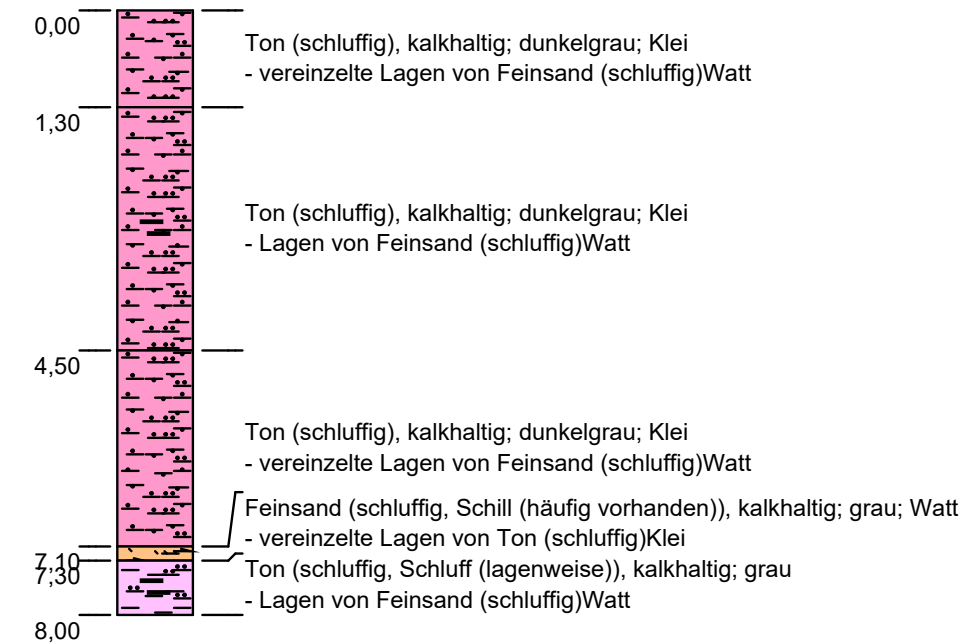 0,00
Ton (schluffig), kalkhaltig; dunkelgrau; Klei
- vereinzelte Lagen von Feinsand (schluffig)Watt
1,30
Ton (schluffig), kalkhaltig; dunkelgrau; Klei
- Lagen von Feinsand (schluffig)Watt
4,50
Ton (schluffig), kalkhaltig; dunkelgrau; Klei
- vereinzelte Lagen von Feinsand (schluffig)Watt
Feinsand (schluffig, Schill (häufig vorhanden)), kalkhaltig; grau; Watt
- vereinzelte Lagen von Ton (schluffig)Klei
7,10
7,30
Ton (schluffig, Schluff (lagenweise)), kalkhaltig; grau
- Lagen von Feinsand (schluffig)Watt
8,00